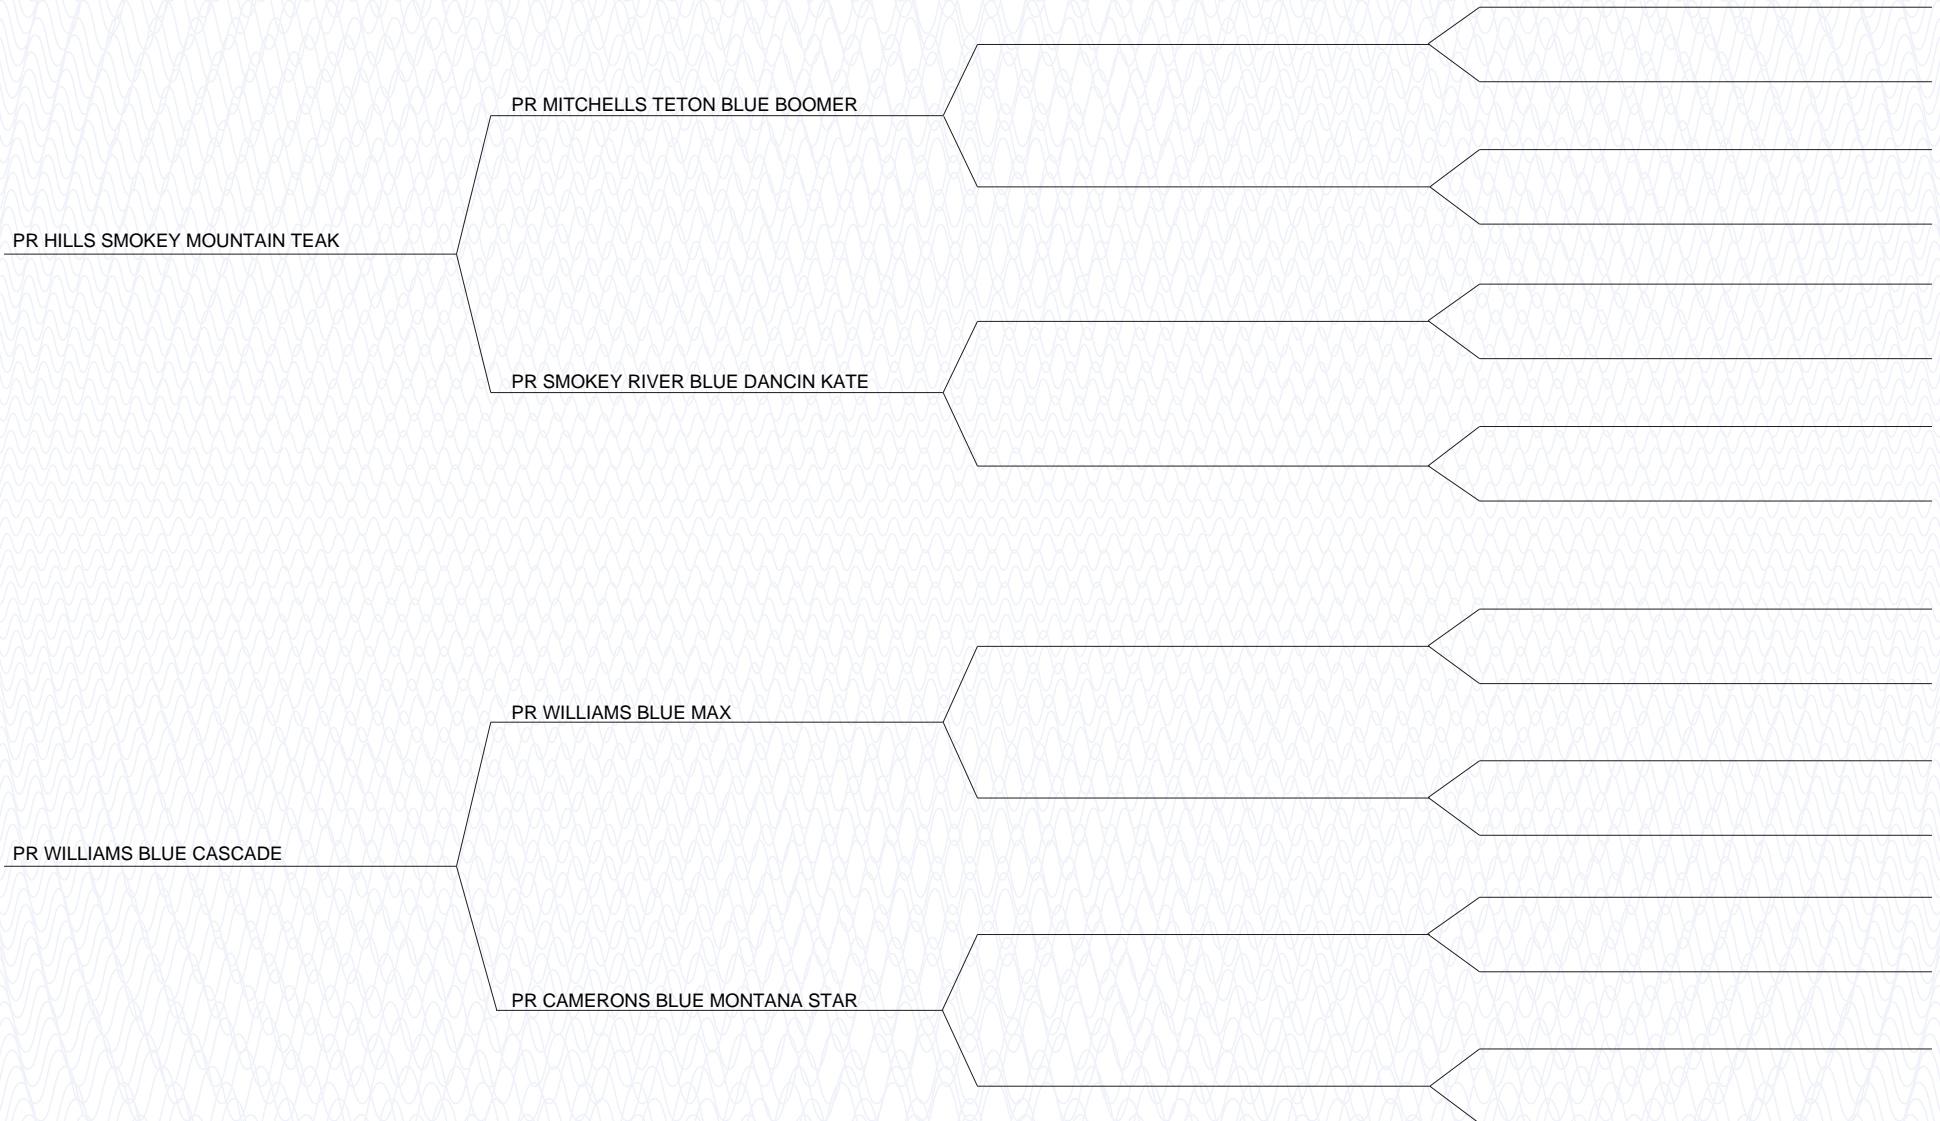 PR MITCHELLS TETON BLUE BOOMER
PR HILLS SMOKEY MOUNTAIN TEAK
PR SMOKEY RIVER BLUE DANCIN KATE
PR WILLIAMS BLUE MAX
PR WILLIAMS BLUE CASCADE
PR CAMERONS BLUE MONTANA STAR